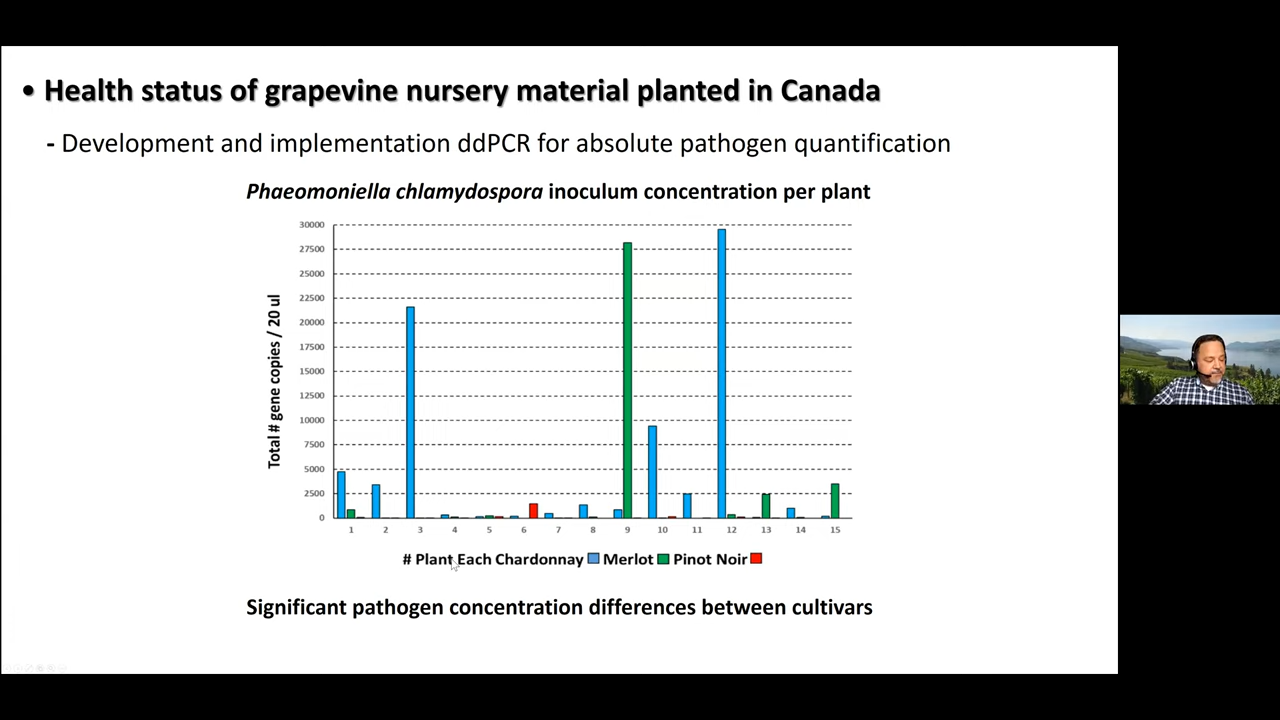 • Health status of grapevine nursery material planted in Canada
- Development and implementation ddPCR for absolute pathogen quantification
Phaeomoniella chlamydospora inoculum concentration per plant
Total # gene copies / 20 ul
30000
27500
25000
22500
20000
17500
15000
12500
10000
7500
5000
2500
0
1 2 3 4 5 6 7 8 9 10 11 12 13 14 15
# Plant Each Chardonnay Merlot Pinot Noir
Significant pathogen concentration differences between cultivars